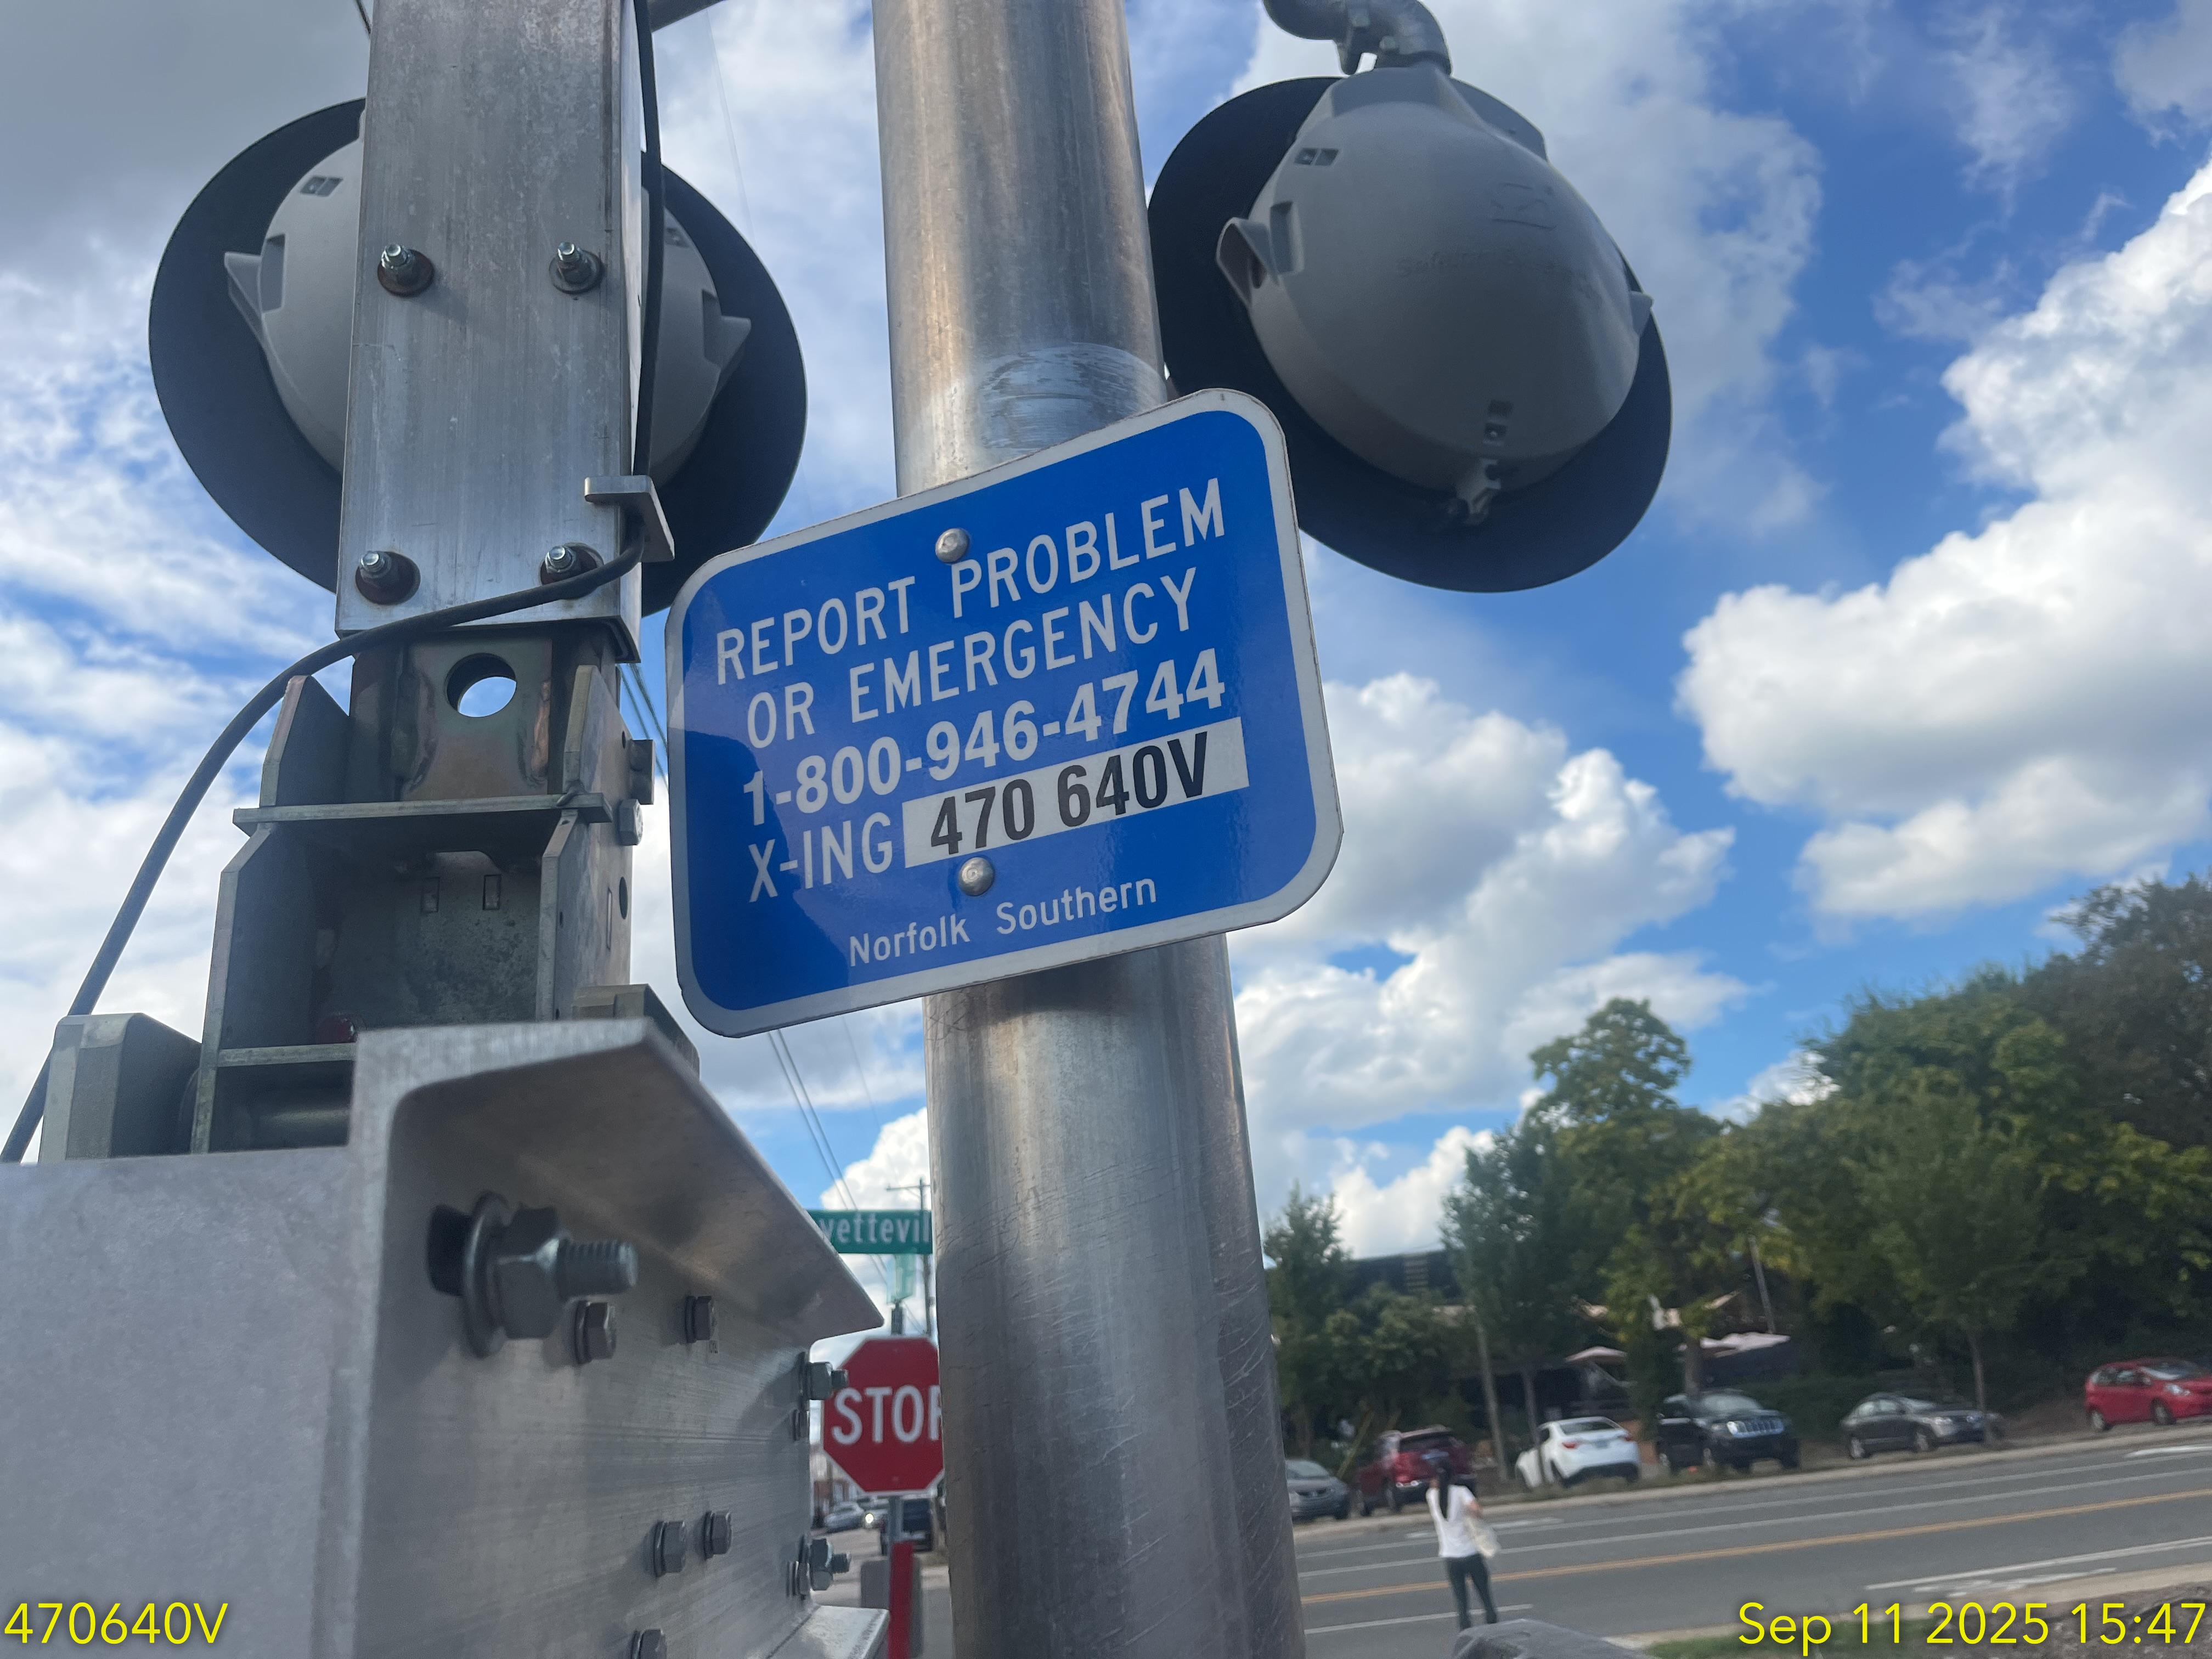 REPORT PROBLEM
OR EMERGENCY
1-800-946-4744
X-ING 470 640V
Norfolk Southern
yettevil
STOP
470640V
Sep 11 2025 15:47